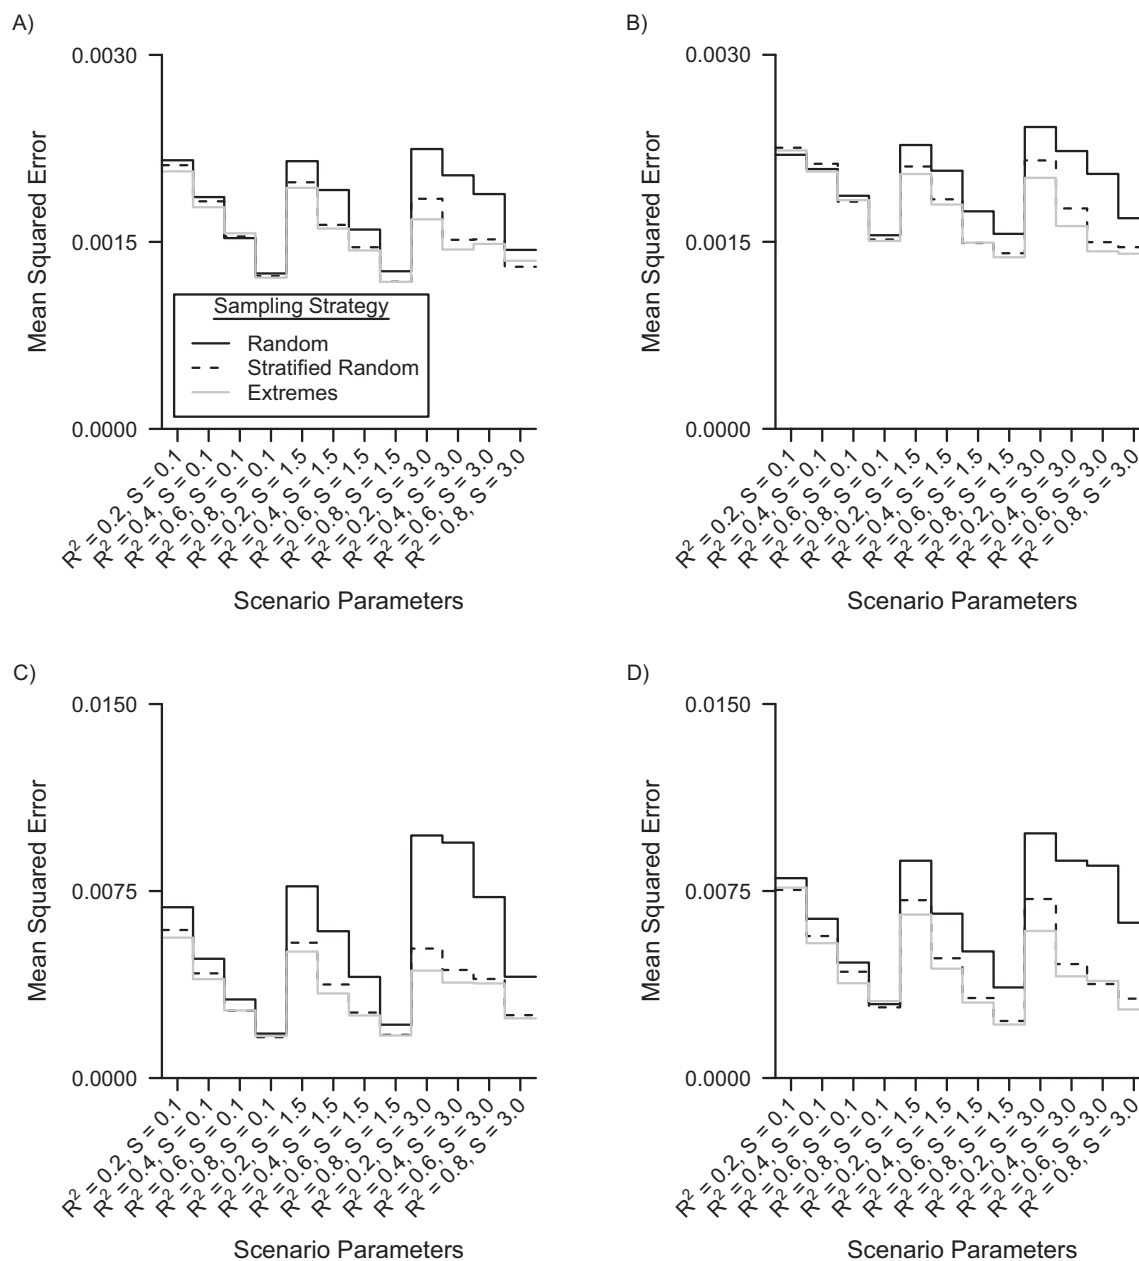 A)
0.0030
0.0015
0.0000
Mean Squared Error
Sampling Strategy
Random
Stratified Random
Extremes
R² = 0.2, S = 0.1
R² = 0.4, S = 0.1
R² = 0.6, S = 0.1
R² = 0.8, S = 0.1
R² = 0.2, S = 1.5
R² = 0.4, S = 1.5
R² = 0.6, S = 1.5
R² = 0.8, S = 1.5
R² = 0.2, S = 3.0
R² = 0.4, S = 3.0
R² = 0.6, S = 3.0
R² = 0.8, S = 3.0
Scenario Parameters
B)
0.0030
0.0015
0.0000
Mean Squared Error
R² = 0.2, S = 0.1
R² = 0.4, S = 0.1
R² = 0.6, S = 0.1
R² = 0.8, S = 0.1
R² = 0.2, S = 1.5
R² = 0.4, S = 1.5
R² = 0.6, S = 1.5
R² = 0.8, S = 1.5
R² = 0.2, S = 3.0
R² = 0.4, S = 3.0
R² = 0.6, S = 3.0
R² = 0.8, S = 3.0
Scenario Parameters
C)
0.0150
0.0075
0.0000
Mean Squared Error
R² = 0.2, S = 0.1
R² = 0.4, S = 0.1
R² = 0.6, S = 0.1
R² = 0.8, S = 0.1
R² = 0.2, S = 1.5
R² = 0.4, S = 1.5
R² = 0.6, S = 1.5
R² = 0.8, S = 1.5
R² = 0.2, S = 3.0
R² = 0.4, S = 3.0
R² = 0.6, S = 3.0
R² = 0.8, S = 3.0
Scenario Parameters
D)
0.0150
0.0075
0.0000
Mean Squared Error
R² = 0.2, S = 0.1
R² = 0.4, S = 0.1
R² = 0.6, S = 0.1
R² = 0.8, S = 0.1
R² = 0.2, S = 1.5
R² = 0.4, S = 1.5
R² = 0.6, S = 1.5
R² = 0.8, S = 1.5
R² = 0.2, S = 3.0
R² = 0.4, S = 3.0
R² = 0.6, S = 3.0
R² = 0.8, S = 3.0
Scenario Parameters